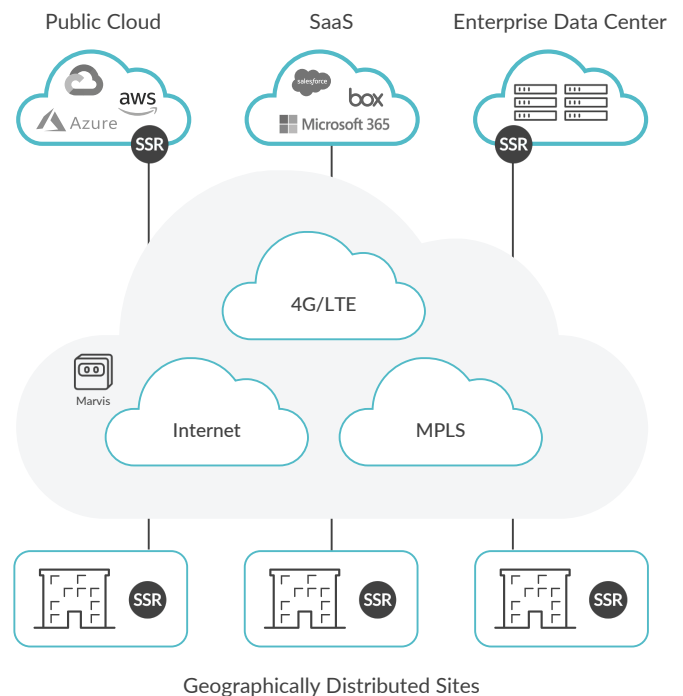 Public Cloud
SaaS
Enterprise Data Center
aws
Azure
SSR
salesforce
box
Microsoft 365
SSR
4G/LTE
Marvis
Internet
MPLS
SSR
SSR
SSR
Geographically Distributed Sites